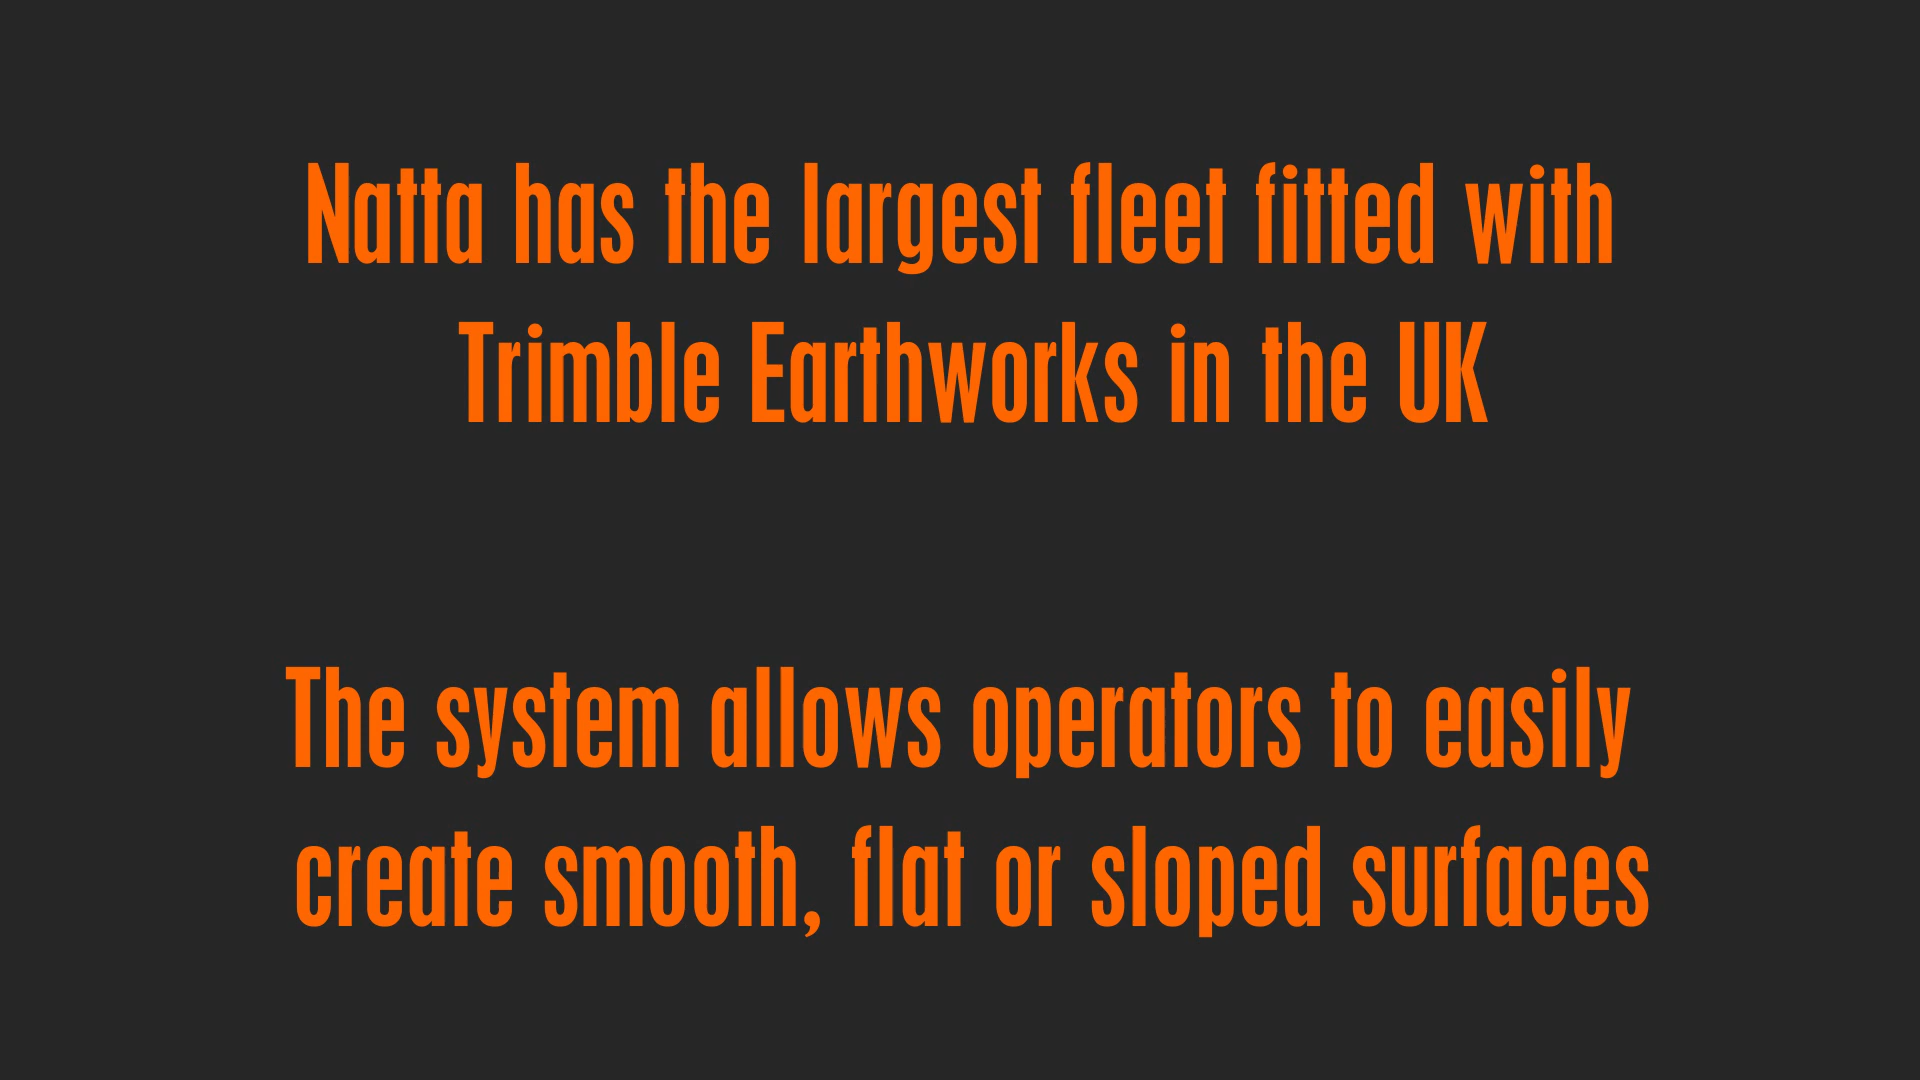 Natta has the largest fleet fitted with
Trimble Earthworks in the UK
The system allows operators to easily
create smooth, flat or sloped surfaces